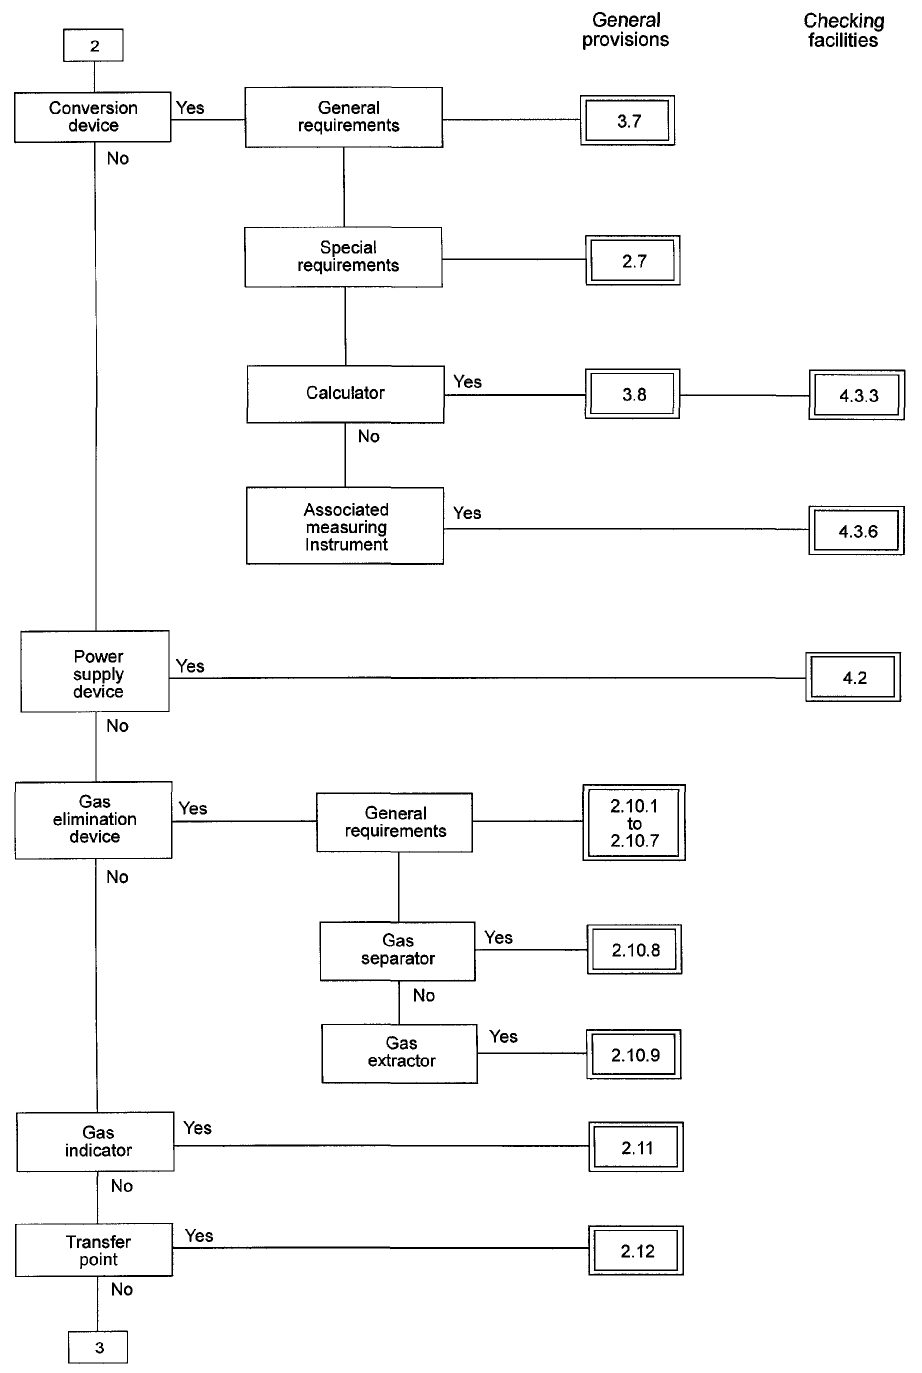 General
provisions
Checking
facilities
2
Conversion
device
Yes
No
General
requirements
3.7
Special
requirements
2.7
Calculator
Yes
No
3.8
4.3.3
Associated
measuring
Instrument
Yes
4.3.6
Power
supply
device
Yes
No
4.2
Gas
elimination
device
Yes
No
General
requirements
2.10.1
to
2.10.7
Gas
separator
Yes
No
2.10.8
Gas
extractor
Yes
2.10.9
Gas
indicator
Yes
No
2.11
Transfer
point
Yes
No
2.12
3